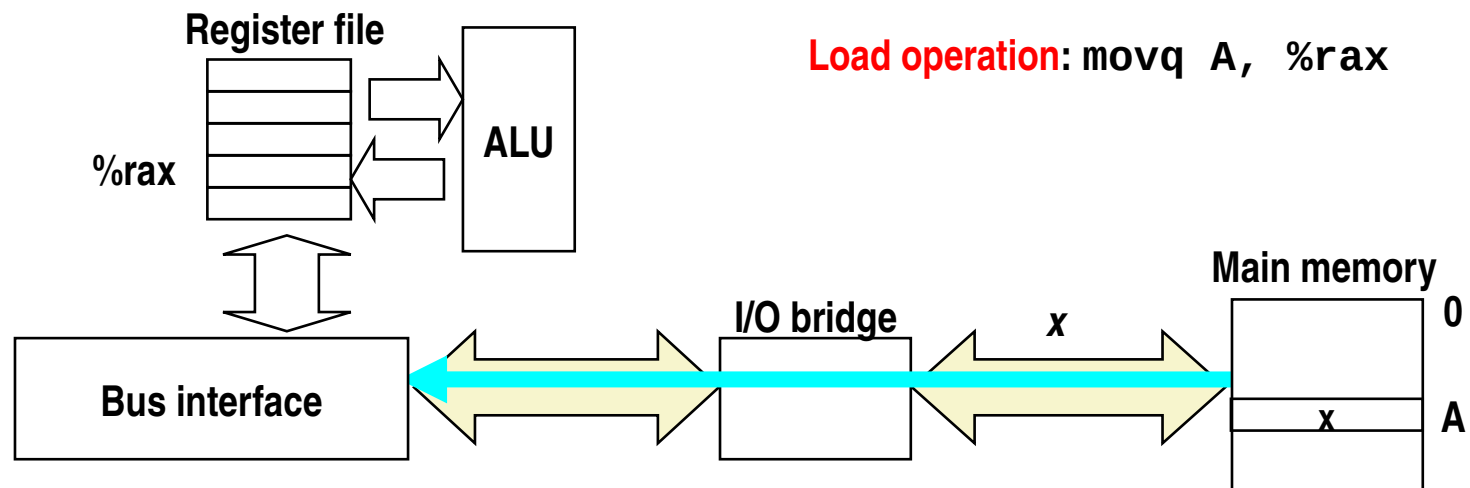 Register file
Load operation: movq A, %rax
ALU
%rax
Main memory
0
I/O bridge
x
Bus interface
x
A